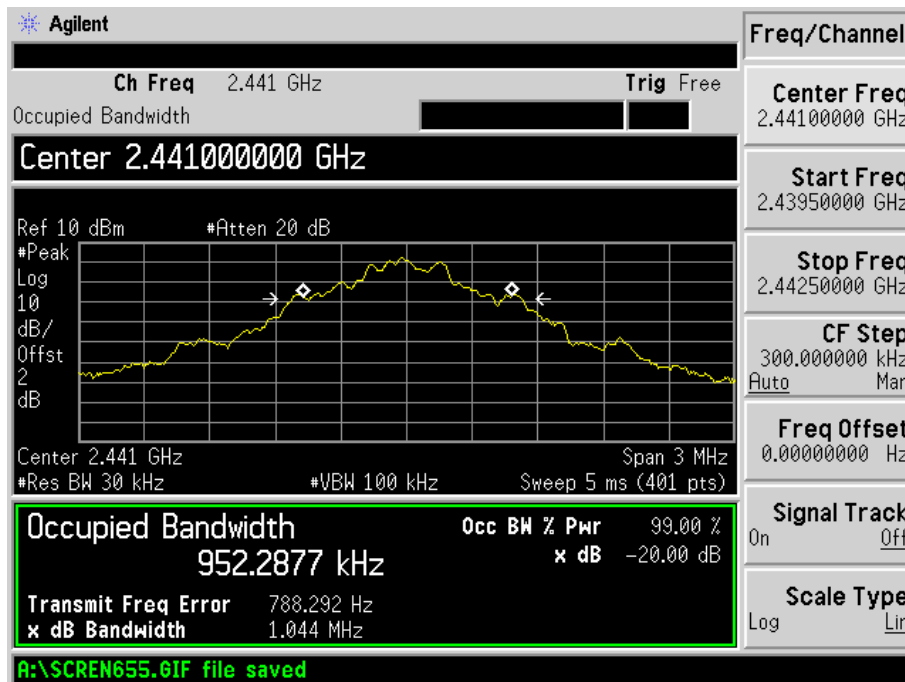 Agilent
Freq/Channel
Ch Freq 2.441 GHz Trig Free
Occupied Bandwidth
Center 2.441000000 GHz
Center Freq
2.44100000 GHz
Start Freq
2.43950000 GHz
Stop Freq
2.44250000 GHz
CF Step
300.000000 kHz
Auto Man
Freq Offset
0.00000000 Hz
Signal Track
On Off
Scale Type
Log Lin
Ref 10 dBm #Atten 20 dB
#Peak
Log
10
dB/
Offst
2
dB
Center 2.441 GHz Span 3 MHz
#Res BW 30 kHz #VBW 100 kHz Sweep 5 ms (401 pts)
Occupied Bandwidth
952.2877 kHz
Occ BW % Pwr 99.00 %
x dB -20.00 dB
Transmit Freq Error 788.292 Hz
x dB Bandwidth 1.044 MHz
A:\SCREN655.GIF file saved